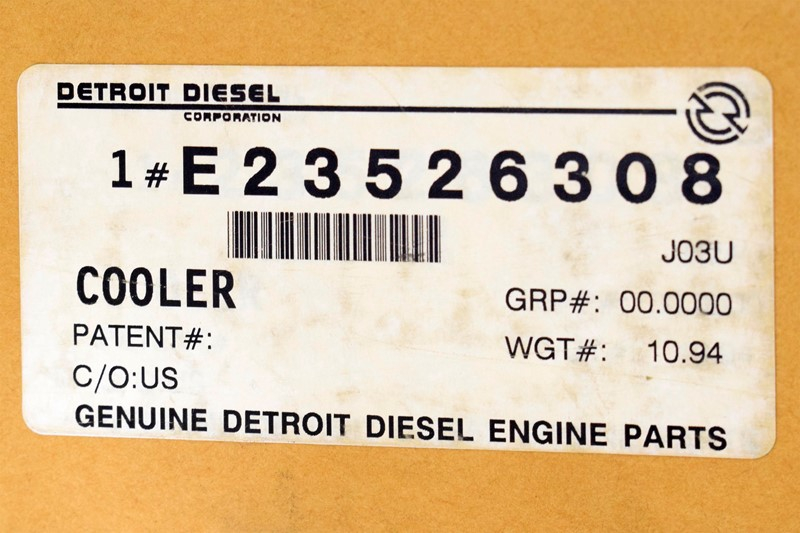 DETROIT DIESEL
CORPORATION
1# E23526308
J03U
COOLER
GRP#: 00.0000
PATENT#:
WGT#: 10.94
C/O:US
GENUINE DETROIT DIESEL ENGINE PARTS